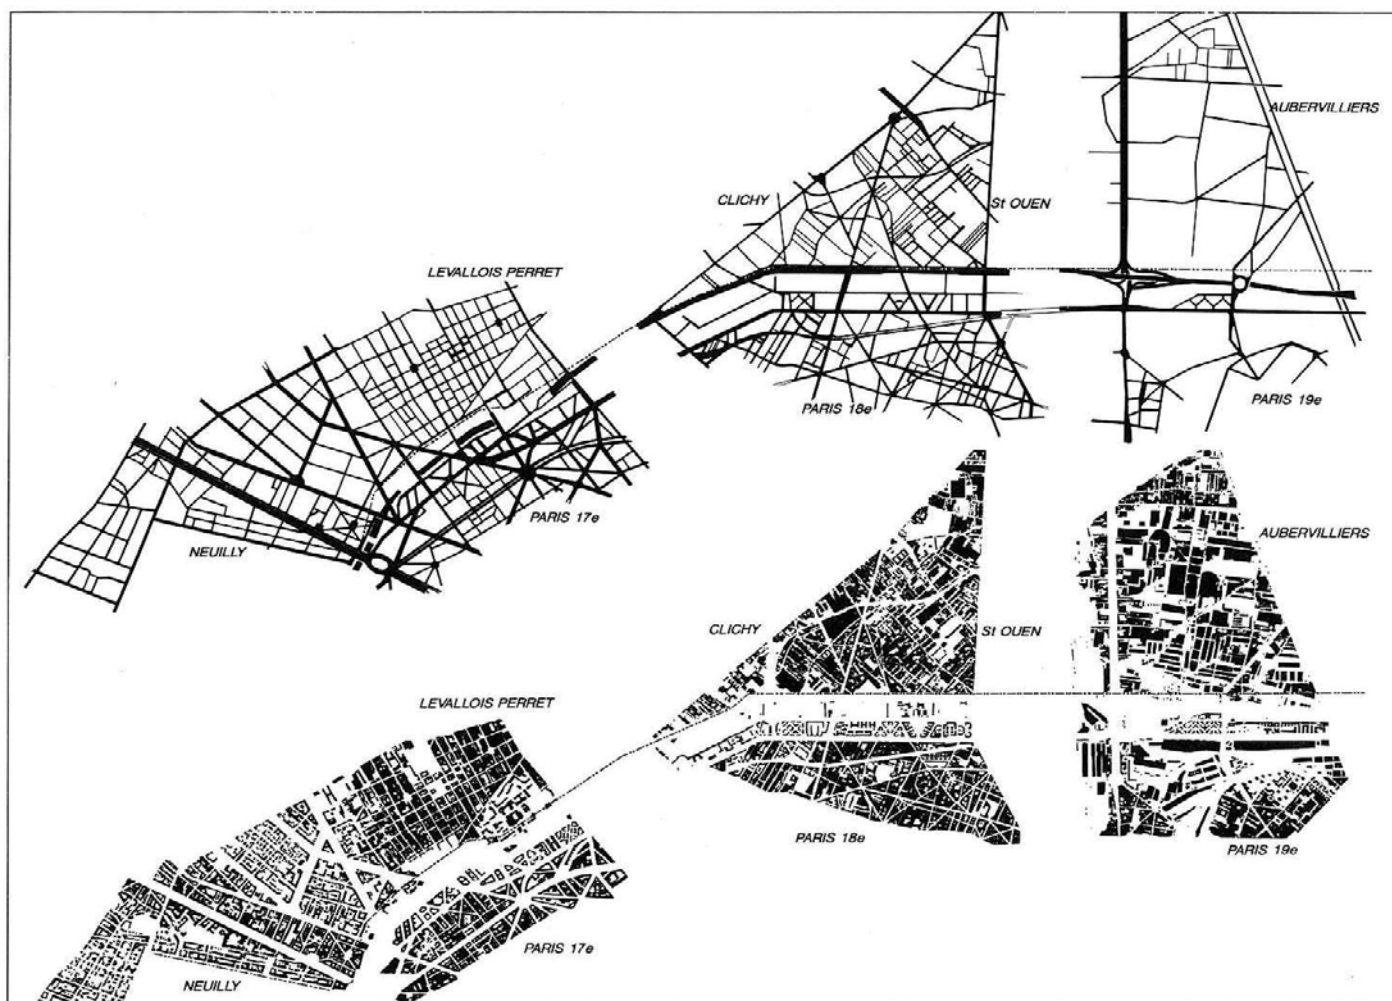 AUBERVILLIERS
CLICHY
St OUEN
LEVALLOIS PERRET
PARIS 18e
PARIS 19e
PARIS 17e
NEUILLY
AUBERVILLIERS
CLICHY
St OUEN
LEVALLOIS PERRET
PARIS 18e
PARIS 19e
PARIS 17e
NEUILLY